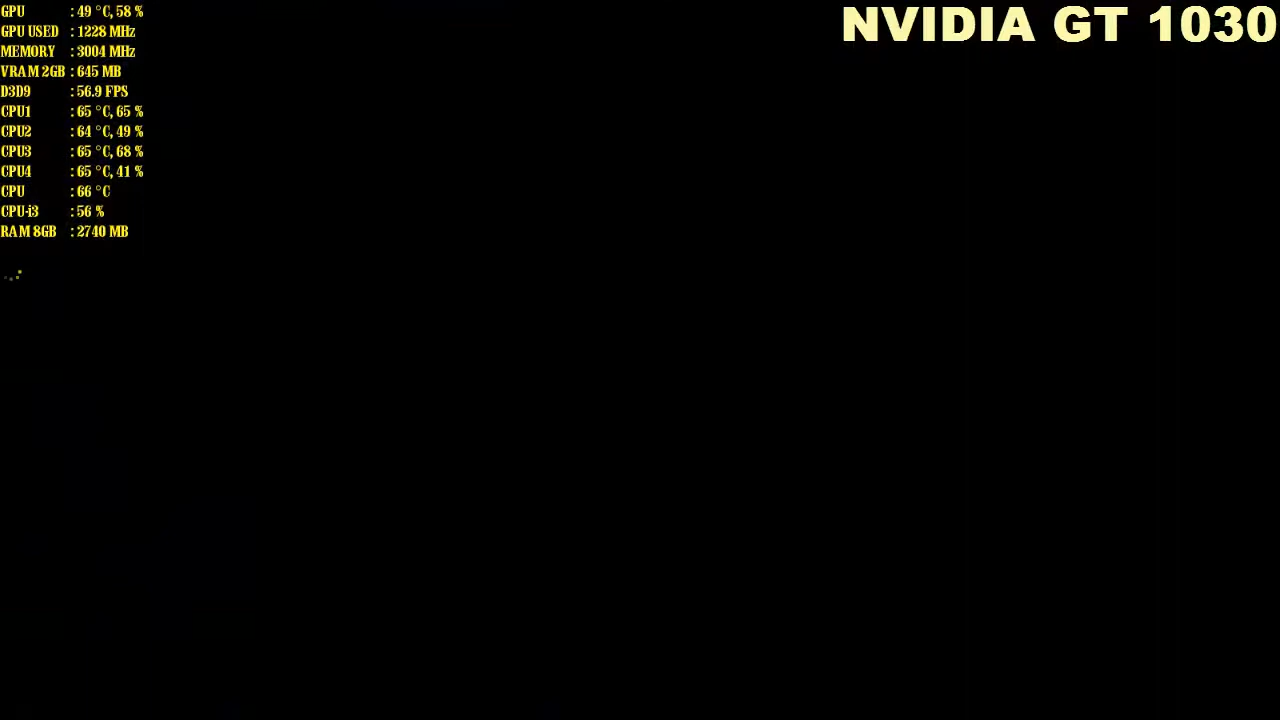 NVIDIA GT 1030
GPU : 49 °C, 58 %
GPU USED : 1228 MHz
MEMORY : 3004 MHz
VRAM 2GB : 645 MB
D3D9 : 56.9 FPS
CPU1 : 65 °C, 65 %
CPU2 : 64 °C, 49 %
CPU3 : 65 °C, 68 %
CPU4 : 65 °C, 41 %
CPU : 66 °C
CPU-i3 : 56 %
RAM 8GB : 2740 MB